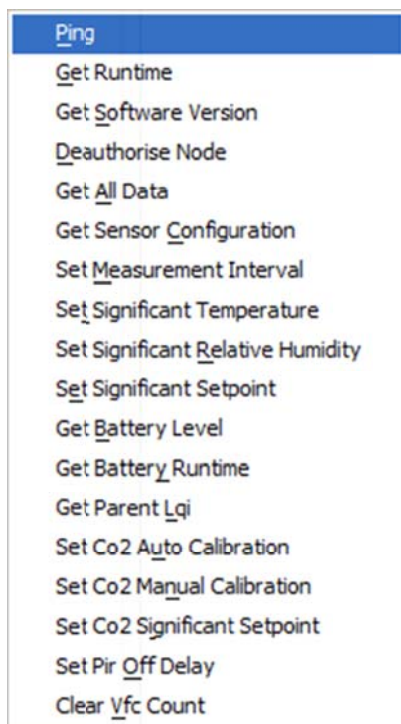 Ping
Get Runtime
Get Software Version
Deauthorise Node
Get All Data
Get Sensor Configuration
Set Measurement Interval
Set Significant Temperature
Set Significant Relative Humidity
Set Significant Setpoint
Get Battery Level
Get Battery Runtime
Get Parent Lqi
Set Co2 Auto Calibration
Set Co2 Manual Calibration
Set Co2 Significant Setpoint
Set Pir Off Delay
Clear Vfc Count